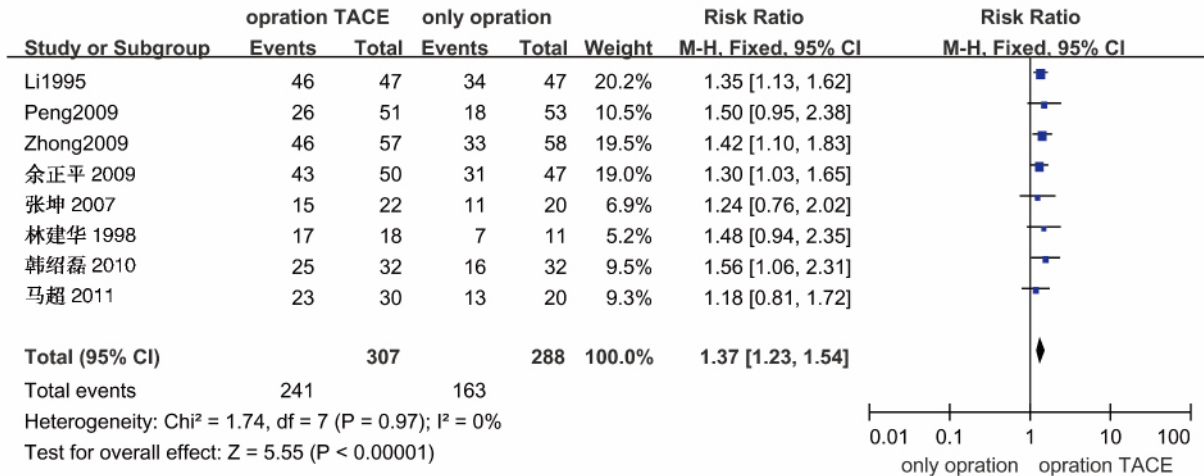 opration TACE only opration Risk Ratio Risk Ratio
Study or Subgroup Events Total Events Total Weight M-H, Fixed, 95% CI M-H, Fixed, 95% CI
Li1995 46 47 34 47 20.2% 1.35 [1.13, 1.62]
Peng2009 26 51 18 53 10.5% 1.50 [0.95, 2.38]
Zhong2009 46 57 33 58 19.5% 1.42 [1.10, 1.83]
余正平 2009 43 50 31 47 19.0% 1.30 [1.03, 1.65]
张坤 2007 15 22 11 20 6.9% 1.24 [0.76, 2.02]
林建华 1998 17 18 7 11 5.2% 1.48 [0.94, 2.35]
韩绍磊 2010 25 32 16 32 9.5% 1.56 [1.06, 2.31]
马超 2011 23 30 13 20 9.3% 1.18 [0.81, 1.72]
Total (95% CI) 307 288 100.0% 1.37 [1.23, 1.54]
Total events 241 163
Heterogeneity: Chi² = 1.74, df = 7 (P = 0.97); I² = 0%
Test for overall effect: Z = 5.55 (P < 0.00001)
0.01 0.1 1 10 100
only opration opration TACE